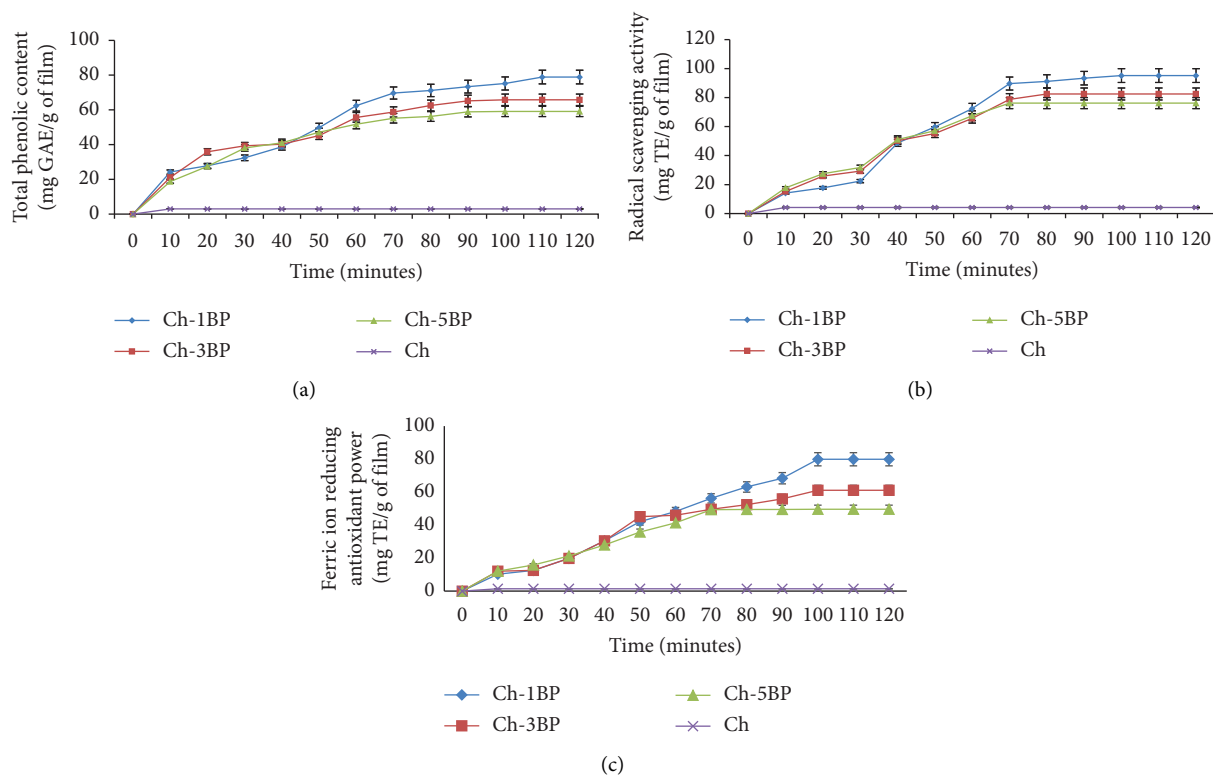 Total phenolic content
(mg GAE/g of film)
100
80
60
40
20
0
0 10 20 30 40 50 60 70 80 90 100 110 120
Time (minutes)
Ch-1BP Ch-5BP
Ch-3BP Ch
(a)
Radical scavenging activity
(mg TE/g of film)
120
100
80
60
40
20
0
0 10 20 30 40 50 60 70 80 90 100 110 120
Time (minutes)
Ch-1BP Ch-5BP
Ch-3BP Ch
(b)
Ferric ion reducing
antioxidant power
(mg TE/g of film)
100
80
60
40
20
0
0 10 20 30 40 50 60 70 80 90 100 110 120
Time (minutes)
Ch-1BP Ch-5BP
Ch-3BP Ch
(c)